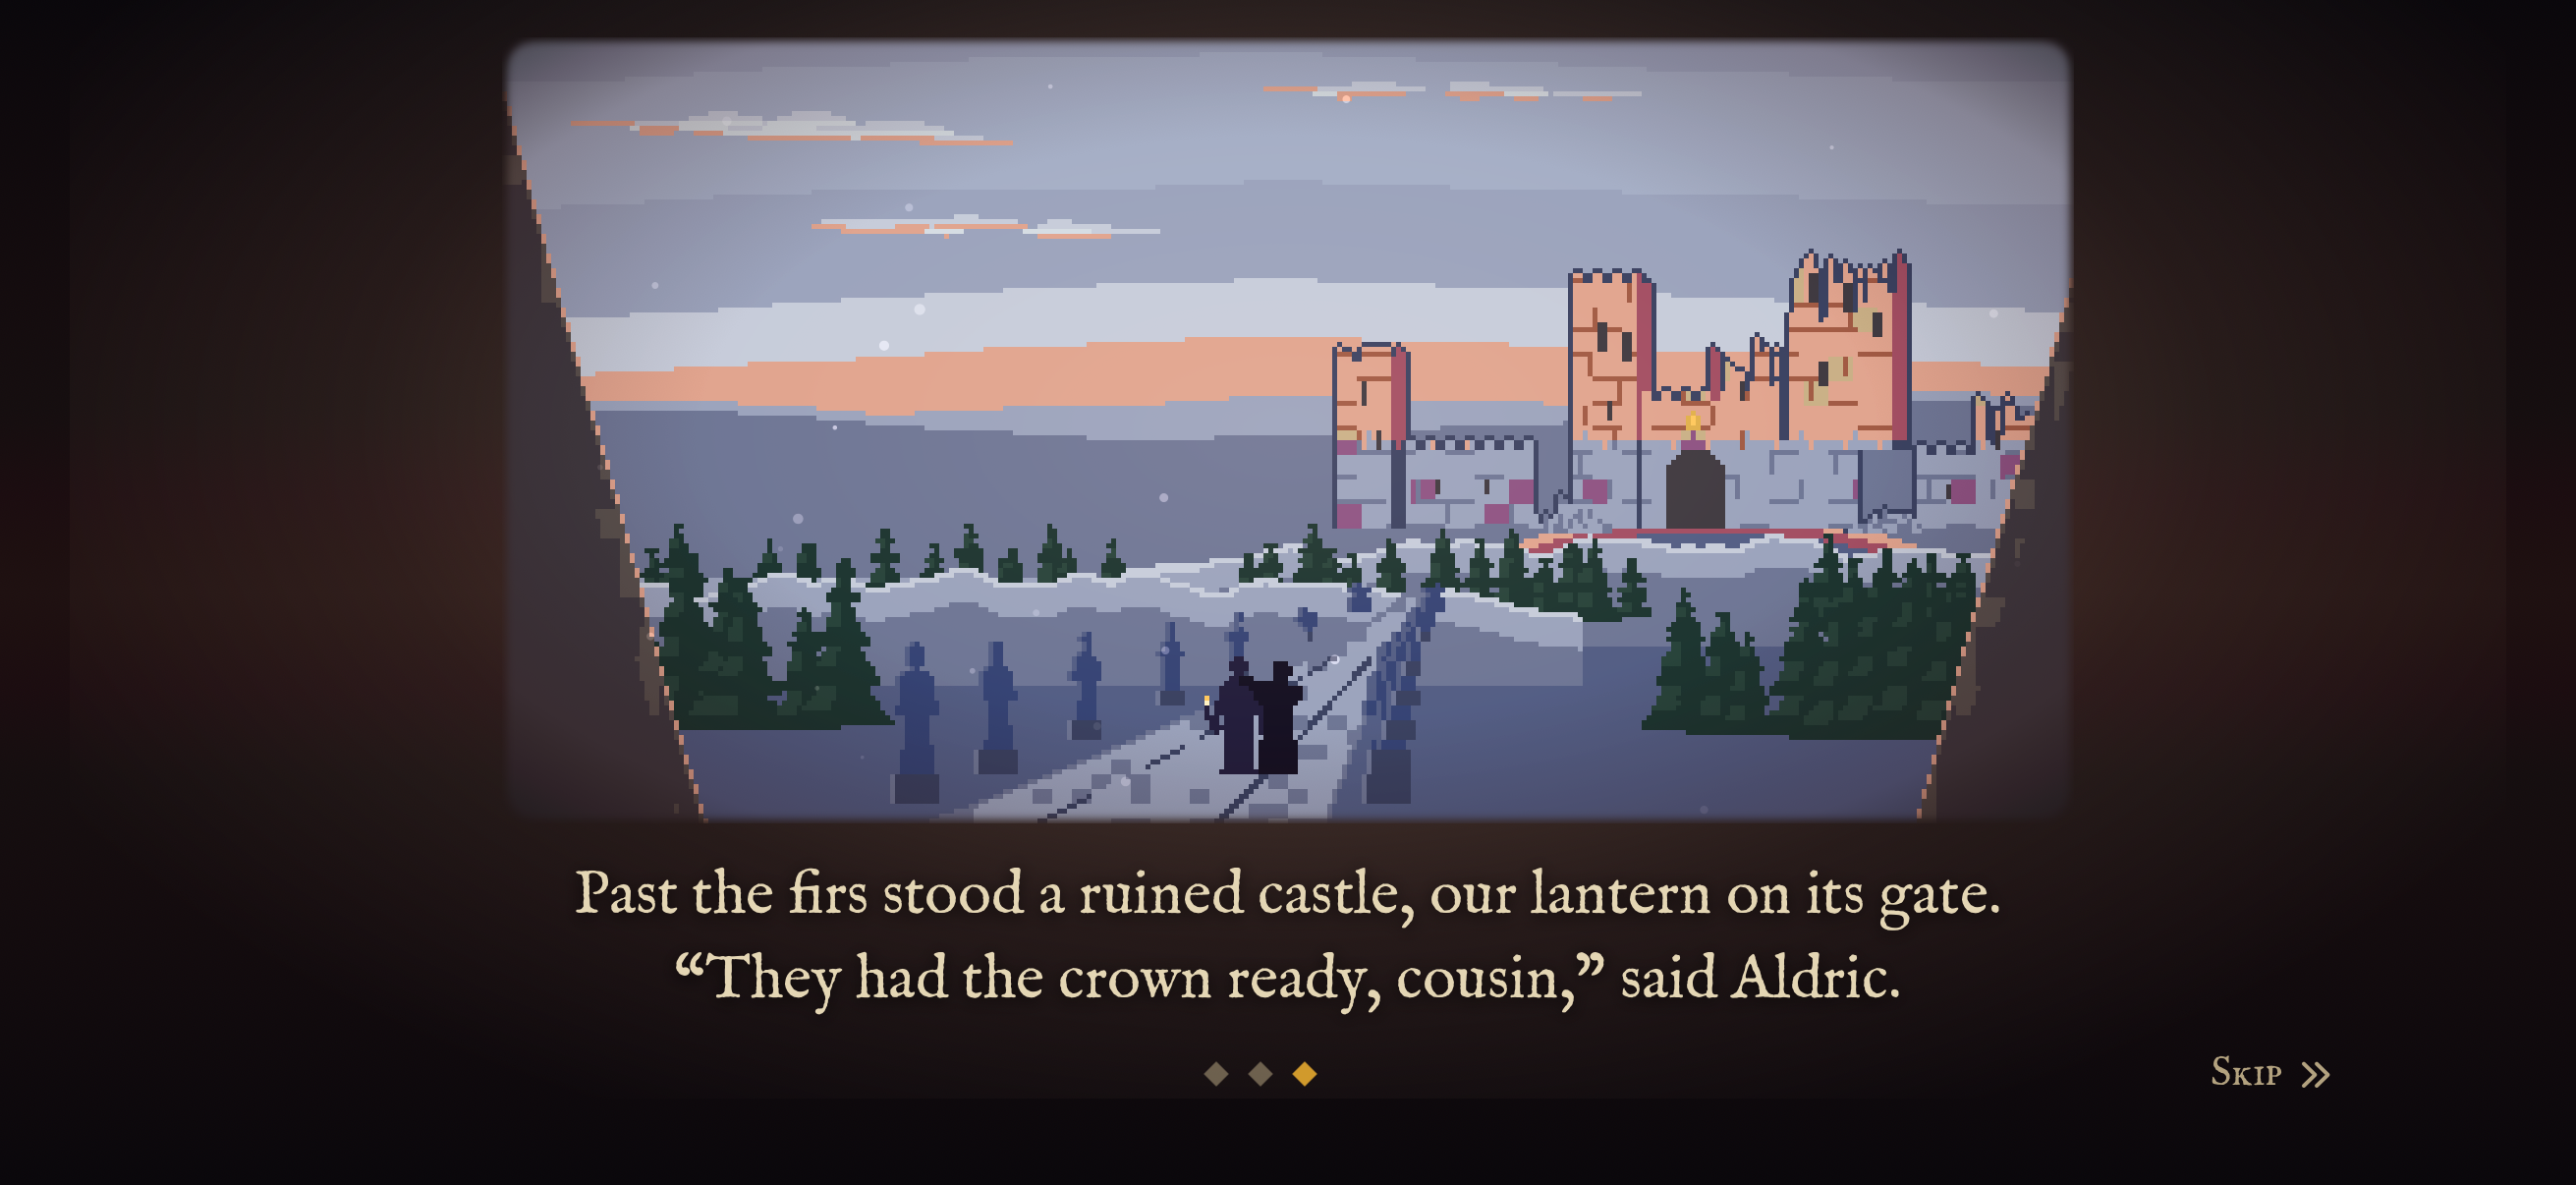 Past the firs stood a ruined castle, our lantern on its gate.
“They had the crown ready, cousin,” said Aldric.
Skip